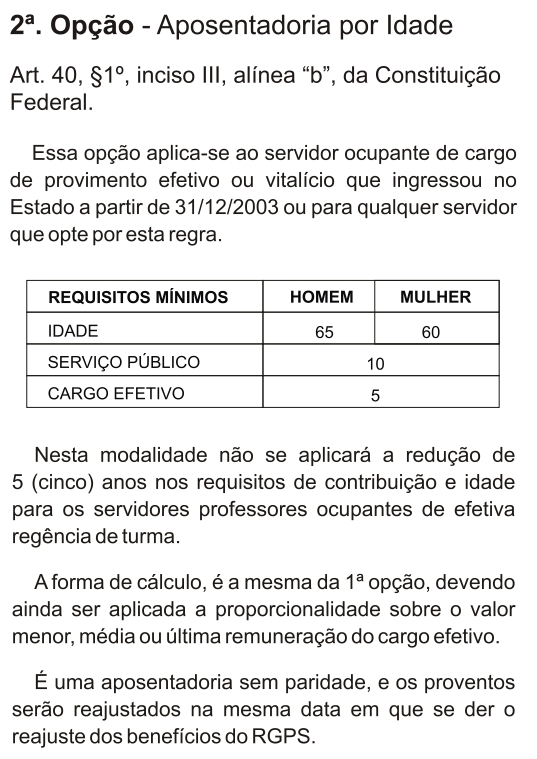 2ª. Opção - Aposentadoria por Idade
Art. 40, §1º, inciso III, alínea “b”, da Constituição
Federal.
Essa opção aplica-se ao servidor ocupante de cargo
de provimento efetivo ou vitalício que ingressou no
Estado a partir de 31/12/2003 ou para qualquer servidor
que opte por esta regra.
REQUISITOS MÍNIMOS HOMEM MULHER
IDADE 65 60
SERVIÇO PÚBLICO 10
CARGO EFETIVO 5
Nesta modalidade não se aplicará a redução de
5 (cinco) anos nos requisitos de contribuição e idade
para os servidores professores ocupantes de efetiva
regência de turma.
A forma de cálculo, é a mesma da 1ª opção, devendo
ainda ser aplicada a proporcionalidade sobre o valor
menor, média ou última remuneração do cargo efetivo.
É uma aposentadoria sem paridade, e os proventos
serão reajustados na mesma data em que se der o
reajuste dos benefícios do RGPS.